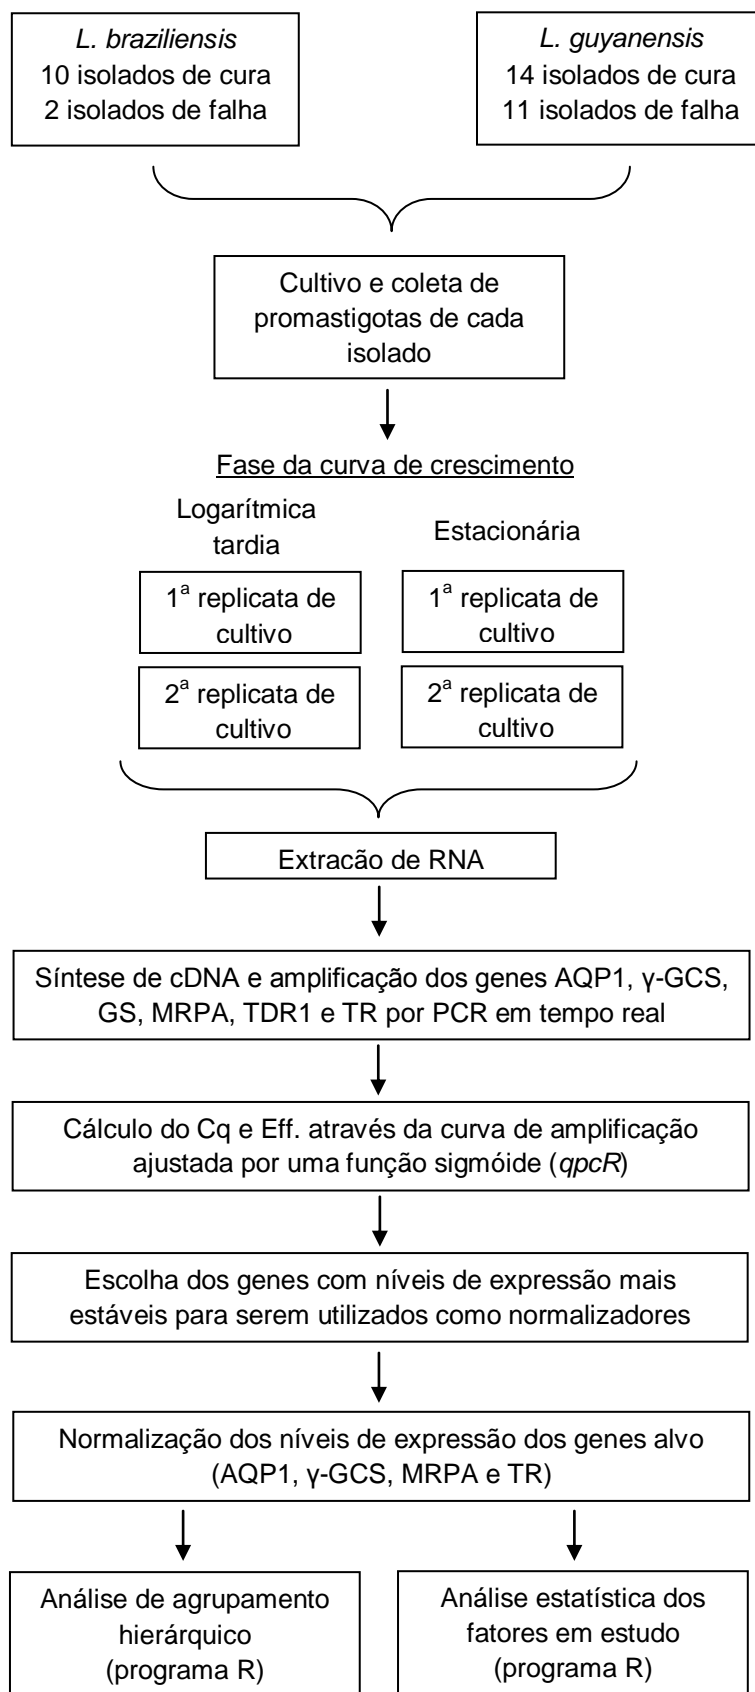 L. braziliensis
10 isolados de cura
2 isolados de falha
L. guyanensis
14 isolados de cura
11 isolados de falha
Cultivo e coleta de
promastigotas de cada
isolado
Fase da curva de crescimento
Logarítmica
tardia
Estacionária
1ª replicata de
cultivo
1ª replicata de
cultivo
2ª replicata de
cultivo
2ª replicata de
cultivo
Extracão de RNA
Síntese de cDNA e amplificação dos genes AQP1, γ-GCS,
GS, MRPA, TDR1 e TR por PCR em tempo real
Cálculo do Cq e Eff. através da curva de amplificação
ajustada por uma função sigmóide (qpcR)
Escolha dos genes com níveis de expressão mais
estáveis para serem utilizados como normalizadores
Normalização dos níveis de expressão dos genes alvo
(AQP1, γ-GCS, MRPA e TR)
Análise de agrupamento
hierárquico
(programa R)
Análise estatística dos
fatores em estudo
(programa R)